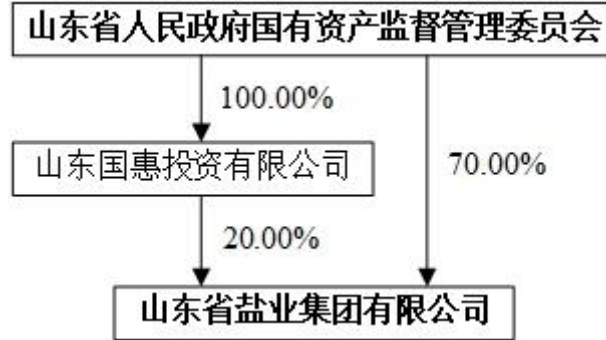 山东省人民政府国有资产监督管理委员会
100.00%
山东国惠投资有限公司
70.00%
20.00%
山东省盐业集团有限公司